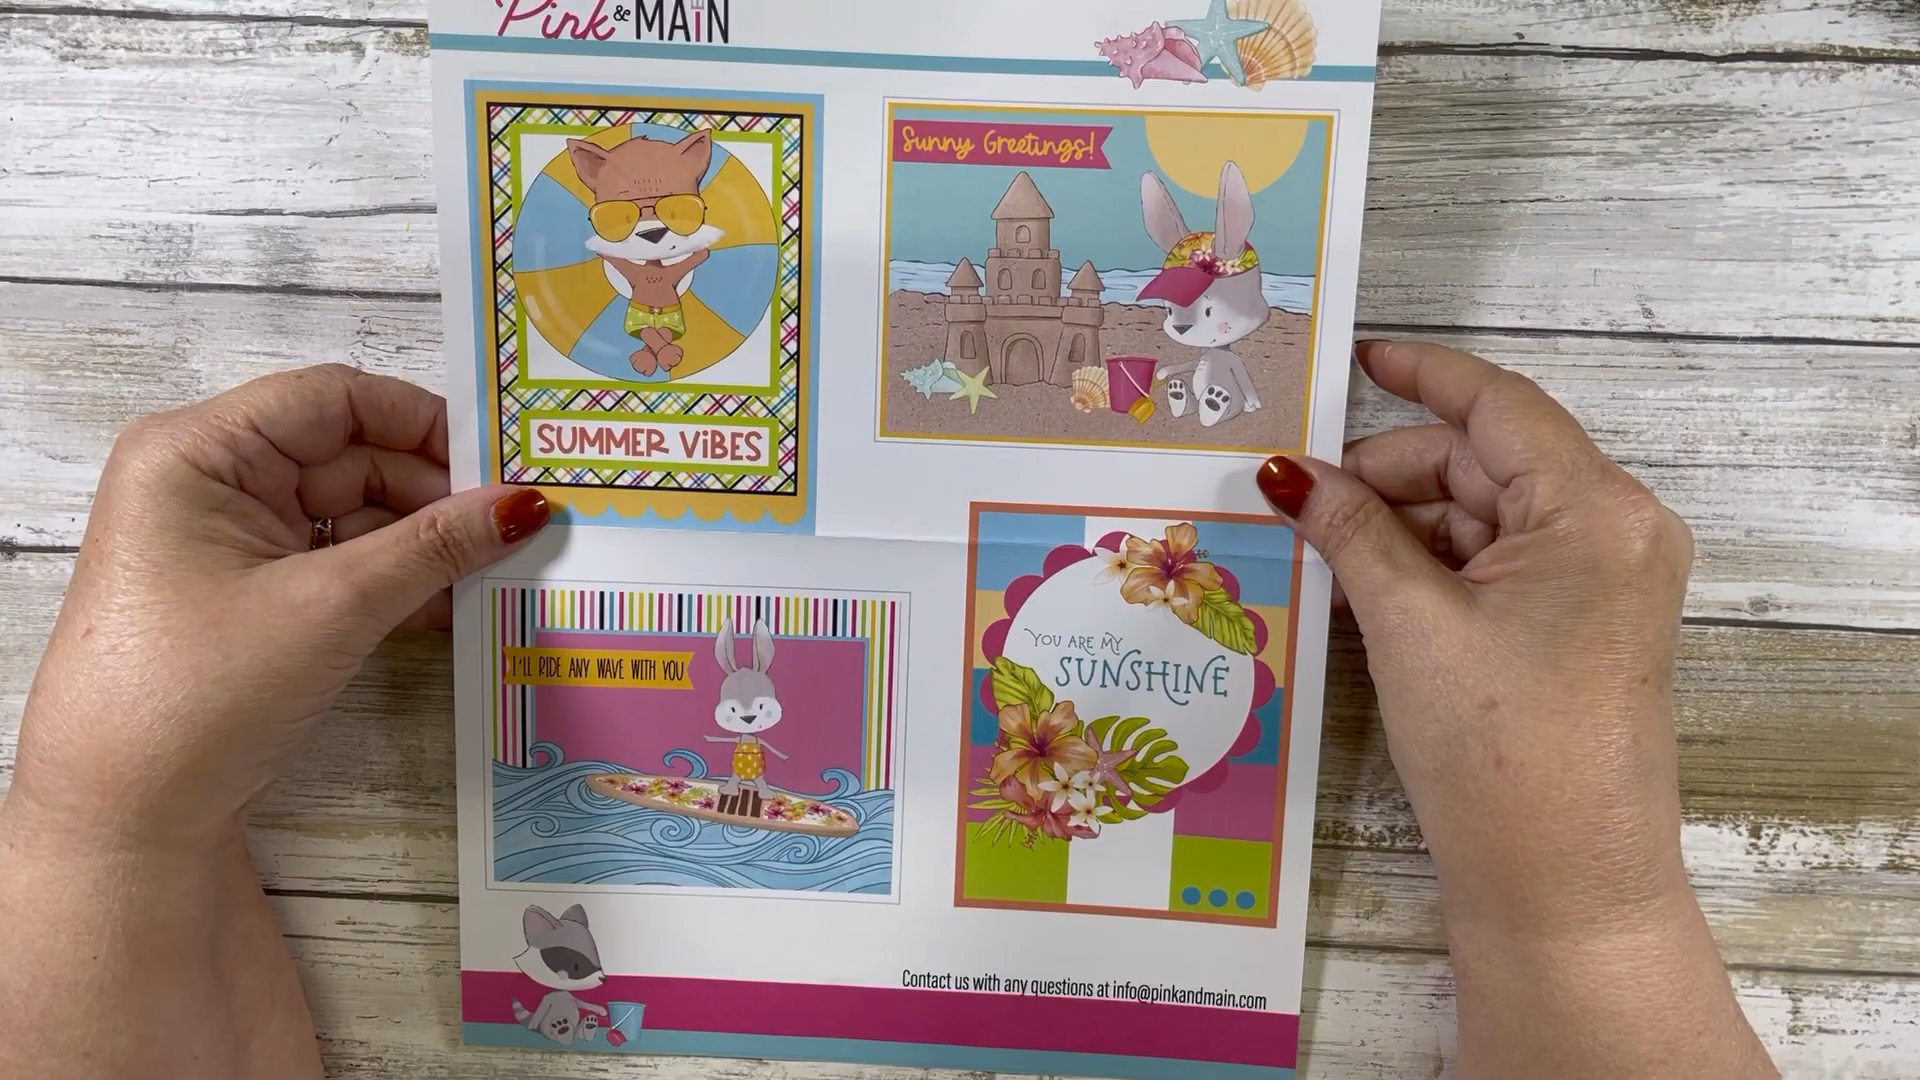 Pink & MAiN
SUMMER ViBES
Sunny Greetings!
I'LL RIDE ANY WAVE WITH YOU
YOU ARE MY
SUNSHINE
Contact us with any questions at info@pinkandmain.com